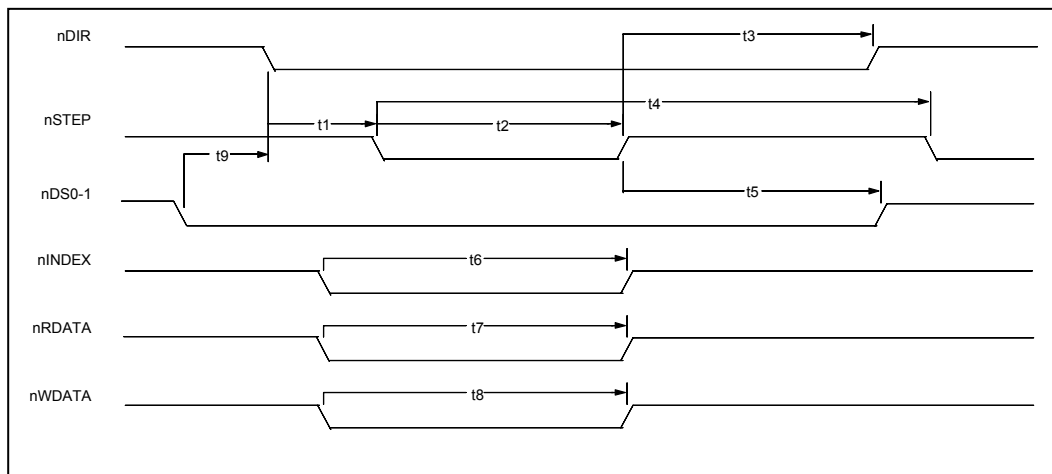 nDIR
t3
t4
nSTEP
t1
t2
t9
nDS0-1
t5
nINDEX
t6
nRDATA
t7
nWDATA
t8